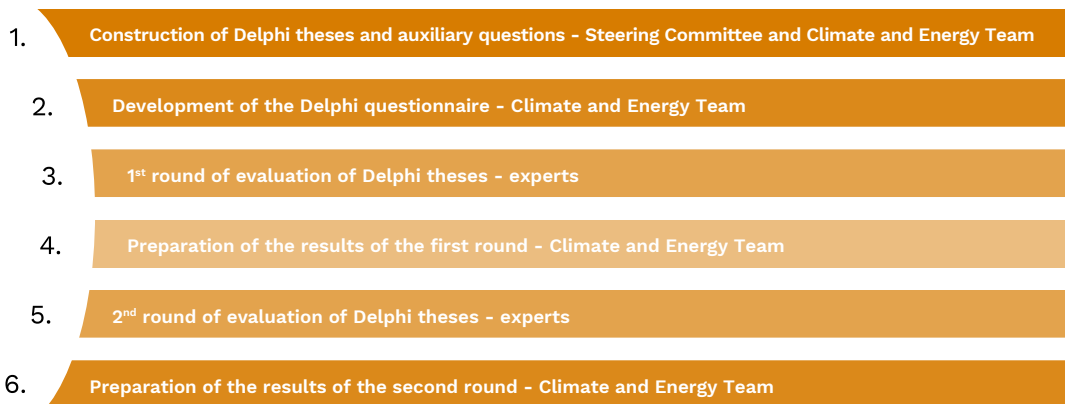 1. Construction of Delphi theses and auxiliary questions - Steering Committee and Climate and Energy Team
2. Development of the Delphi questionnaire - Climate and Energy Team
3. 1st round of evaluation of Delphi theses - experts
4. Preparation of the results of the first round - Climate and Energy Team
5. 2nd round of evaluation of Delphi theses - experts
6. Preparation of the results of the second round - Climate and Energy Team